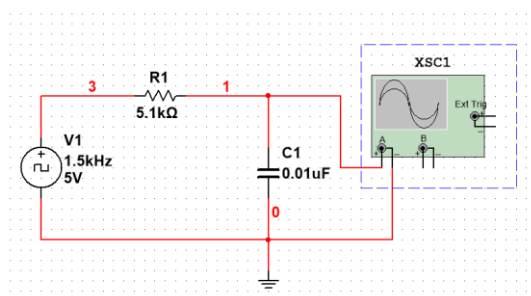 XSC1
Ext Trig
+
−
A
B
+ −
+ −
3
R1
5.1kΩ
1
V1
1.5kHz
5V
+
C1
0.01uF
0